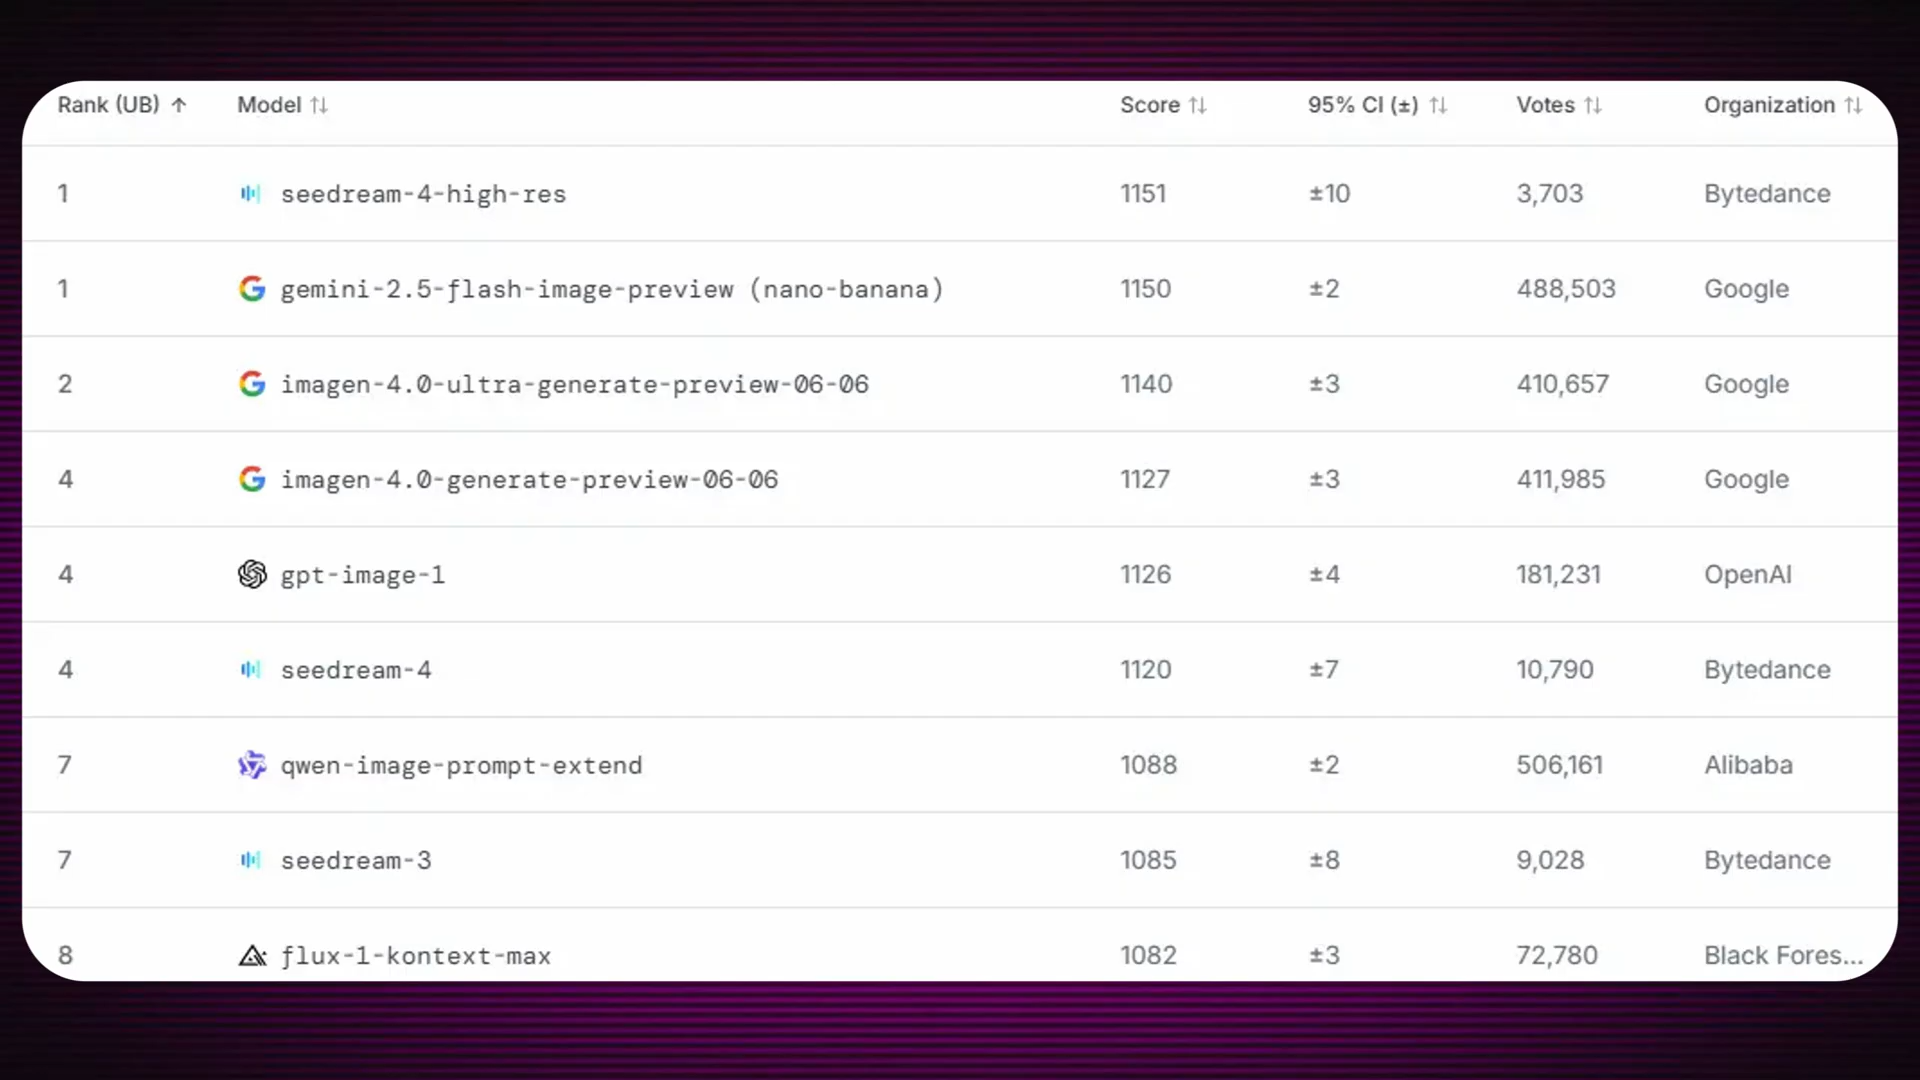 Rank (UB) ↑ Model ↑↓ Score ↑↓ 95% CI (±) ↑↓ Votes ↑↓ Organization ↑↓
1 seedream-4-high-res 1151 ±10 3,703 Bytedance
1 gemini-2.5-flash-image-preview (nano-banana) 1150 ±2 488,503 Google
2 imagen-4.0-ultra-generate-preview-06-06 1140 ±3 410,657 Google
4 imagen-4.0-generate-preview-06-06 1127 ±3 411,985 Google
4 gpt-image-1 1126 ±4 181,231 OpenAI
4 seedream-4 1120 ±7 10,790 Bytedance
7 qwen-image-prompt-extend 1088 ±2 506,161 Alibaba
7 seedream-3 1085 ±8 9,028 Bytedance
8 flux-1-kontext-max 1082 ±3 72,780 Black Fores...